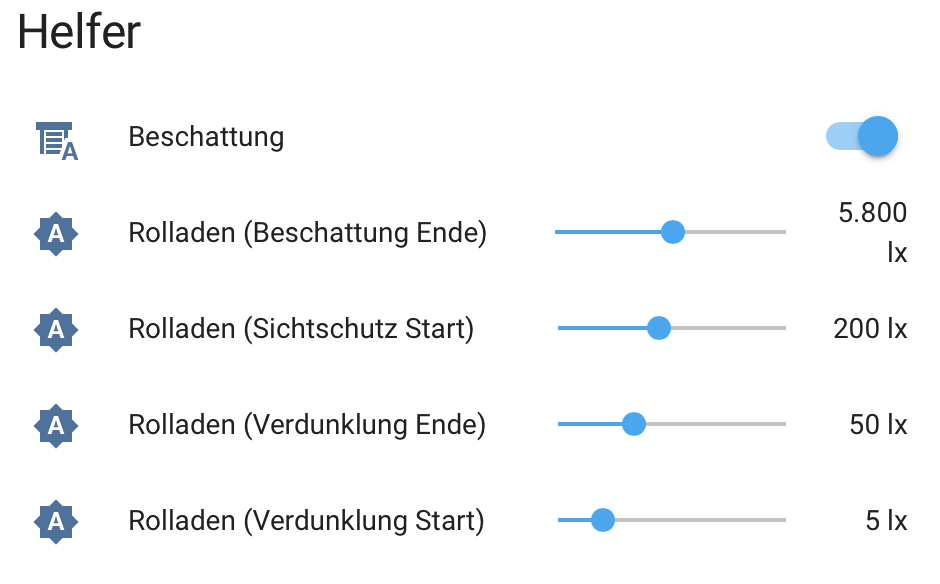 Helfer
Beschattung
Rolladen (Beschattung Ende)
5.800
lx
Rolladen (Sichtschutz Start)
200 lx
Rolladen (Verdunklung Ende)
50 lx
Rolladen (Verdunklung Start)
5 lx